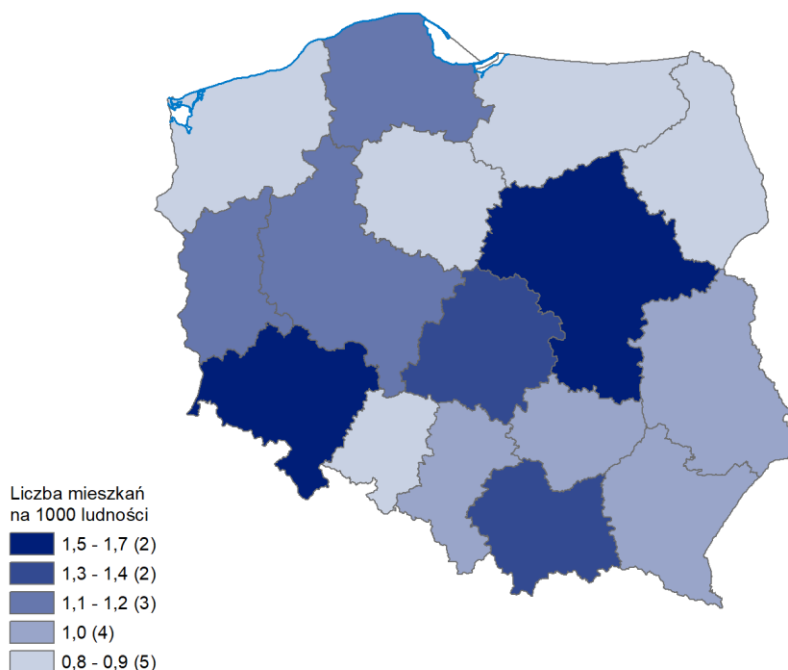 Liczba mieszkań
na 1000 ludności
1,5 - 1,7 (2)
1,3 - 1,4 (2)
1,1 - 1,2 (3)
1,0 (4)
0,8 - 0,9 (5)